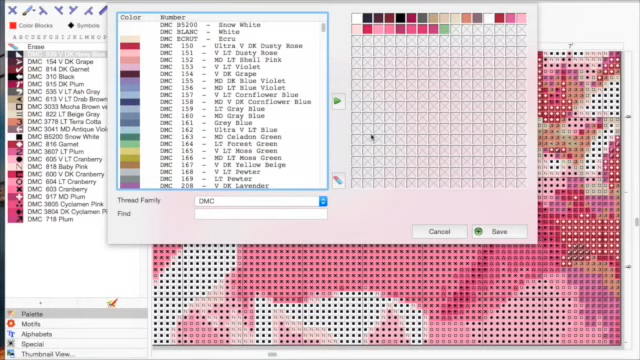 Color Blocks
Symbols
Erase
DMC 154 V DK Grape
DMC 814 DK Garnet
DMC 310 Black
DMC 915 DK Plum
DMC 535 V LT Ash Gray
DMC 613 V LT Drab Brown
DMC 3033 Mocha Brown ve
DMC 822 LT Beige Gray
DMC 3778 LT Terra Cotta
DMC 3041 MD Antique Viole
DMC B5200 Snow White
DMC 816 Garnet
DMC 3607 LT Plum
DMC 605 V LT Cranberry
DMC 818 Baby Pink
DMC 600 V DK Cranberry
DMC 604 LT Cranberry
DMC 603 Cranberry
DMC 917 MD Plum
DMC 3805 Cyclamen Pink
DMC 3804 DK Cyclamen Pi
DMC 718 Plum
Palette
Motifs
Alphabets
Special
Thumbnail View...
Color Number
DMC B5200 – Snow White
DMC BLANC – White
DMC ECRUT – Ecru
DMC 150 – Ultra V DK Dusty Rose
DMC 151 – V LT Dusty Rose
DMC 152 – MD LT Shell Pink
DMC 153 – V LT Violet
DMC 154 – V DK Grape
DMC 155 – MD DK Blue Violet
DMC 156 – MD LT Blue Violet
DMC 157 – V LT Cornflower Blue
DMC 158 – MD V DK Cornflower Blue
DMC 159 – LT Gray Blue
DMC 160 – MD Gray Blue
DMC 161 – Grey Blue
DMC 162 – Ultra V LT Blue
DMC 163 – MD Celadon Green
DMC 164 – LT Forest Green
DMC 165 – V LT Moss Green
DMC 166 – MD LT Moss Green
DMC 167 – V DK Yellow Beige
DMC 168 – V LT Pewter
DMC 169 – LT Pewter
DMC 208 – V DK Lavender
Thread Family
DMC
Find
Cancel
Save